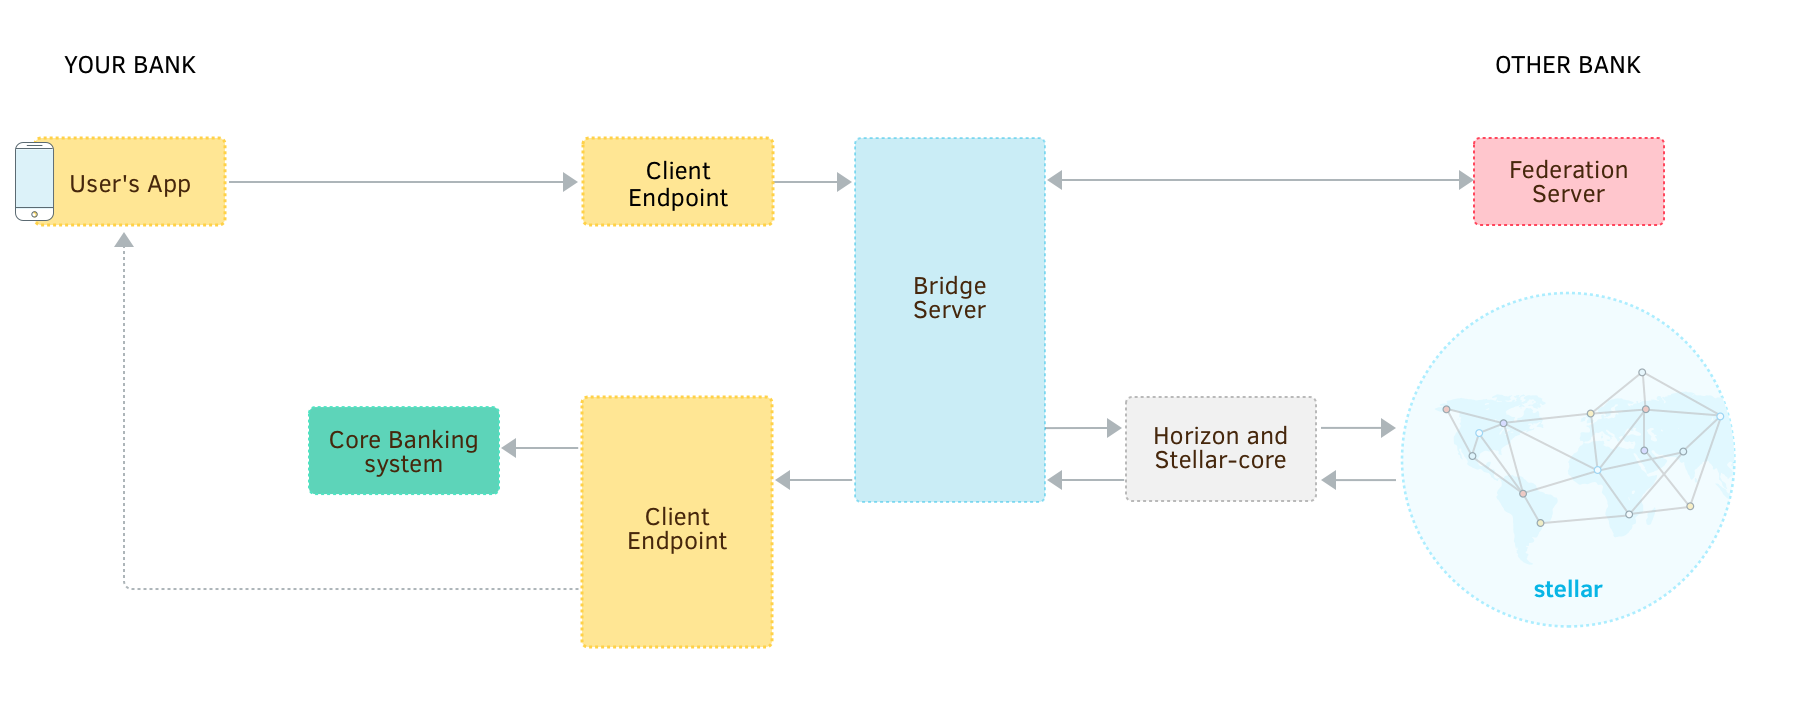 YOUR BANK
OTHER BANK
User's App
Client
Endpoint
Federation
Server
Bridge
Server
Core Banking
system
Horizon and
Stellar-core
Client
Endpoint
stellar